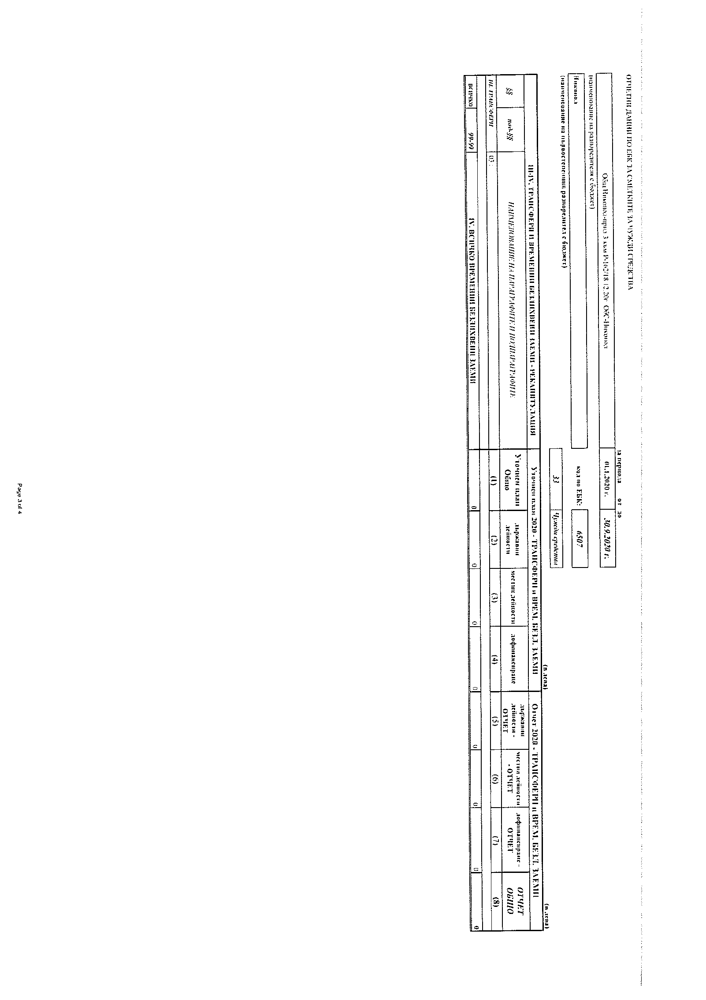 ОТЧЕТНИ ДАННИ ПО ЕБК ЗА СМЕТКИТЕ ЗА ЧУЖДИ СРЕДСТВА
за периода от до
Общ Никопол-прил 3 към Р-162/18.12.20г ОбС-Никопол 01.1.2020 г. 30.9.2020 г.
(наименование на разпоредителя с бюджет)
Никопол код по ЕБК: 6507
(наименование на първостепенния разпоредител с бюджет)
33 Чужди средства
(в лева) (в лева)
III-IV. ТРАНСФЕРИ И ВРЕМЕННИ БЕЗЛИХВЕНИ ЗАЕМИ - РЕКАПИТУЛАЦИЯ Уточнен план 2020 - ТРАНСФЕРИ и ВРЕМ. БЕЗЛ. ЗАЕМИ Отчет 2020 - ТРАНСФЕРИ и ВРЕМ. БЕЗЛ. ЗАЕМИ
§§ под-§§ НАИМЕНОВАНИЕ НА ПАРАГРАФИТЕ И ПОДПАРАГРАФИТЕ Уточнен план Общо държавни дейности местни дейности дофинансиране държавни дейности - ОТЧЕТ местни дейности - ОТЧЕТ дофинансиране - ОТЧЕТ ОТЧЕТ ОБЩО
III. ТРАНСФЕРИ (1) (2) (3) (4) (5) (6) (7) (8)
всичко 99-99 IV. ВСИЧКО ВРЕМЕННИ БЕЗЛИХВЕНИ ЗАЕМИ 0 0 0 0 0 0 0 0
Page 3 of 4